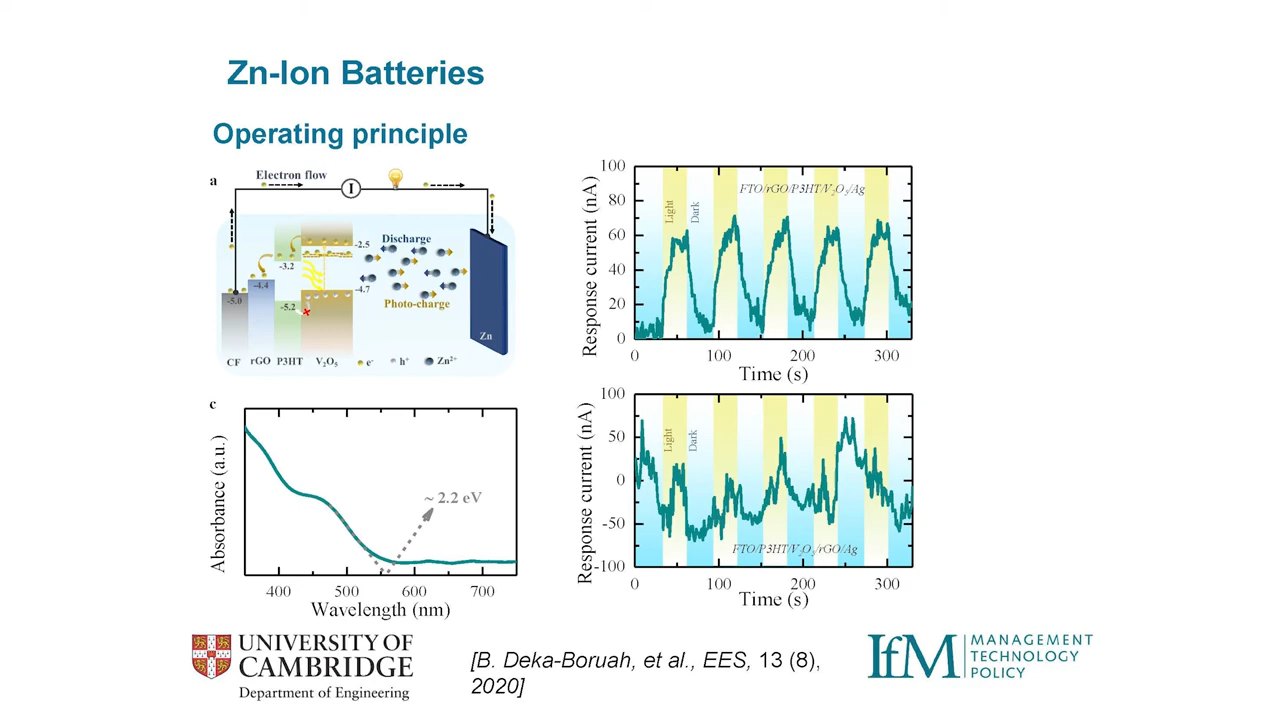 Zn-Ion Batteries
Operating principle
a
Electron flow
I
Discharge
Photo-charge
-2.5
-3.2
-4.4
-4.7
-5.0
-5.2
Zn
CF rGO P3HT V₂O₅ e⁻ h⁺ Zn²⁺
c
Absorbance (a.u.)
~ 2.2 eV
400 500 600 700
Wavelength (nm)
Response current (nA)
100
80
60
40
20
0
FTO/rGO/P3HT/V₂O₅/Ag
Light
Dark
0 100 200 300
Time (s)
Response current (nA)
100
50
0
-50
-100
Light
Dark
FTO/P3HT/V₂O₅/rGO/Ag
0 100 200 300
Time (s)
UNIVERSITY OF
CAMBRIDGE
Department of Engineering
[B. Deka-Boruah, et al., EES, 13 (8),
2020]
IfM
MANAGEMENT
TECHNOLOGY
POLICY